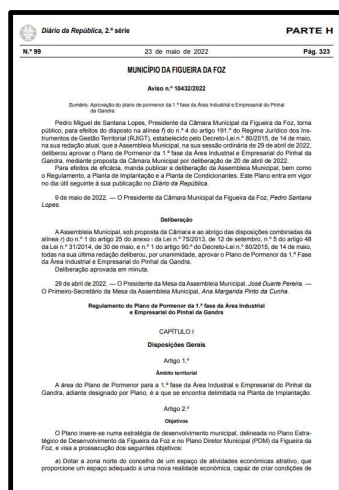 Diário da República, 2.ª série
PARTE H
N.º 99
23 de maio de 2022
Pág. 323
MUNICÍPIO DA FIGUEIRA DA FOZ
Aviso n.º 10432/2022
Sumário: Aprovação do plano de pormenor da 1.ª fase da Área Industrial e Empresarial do Pinhal
da Gandra.
Pedro Miguel de Santana Lopes, Presidente da Câmara Municipal da Figueira da Foz, torna
público, para efeitos do disposto na alínea f) do n.º 4 do artigo 191.º do Regime Jurídico dos Ins-
trumentos de Gestão Territorial (RJIGT), estabelecido pelo Decreto-Lei n.º 80/2015, de 14 de maio,
na sua redação atual, que a Assembleia Municipal, na sua sessão ordinária de 29 de abril de 2022,
deliberou aprovar o Plano de Pormenor da 1.ª fase da Área Industrial e Empresarial do Pinhal da
Gandra, mediante proposta da Câmara Municipal por deliberação de 20 de abril de 2022.
Para efeitos de eficácia, manda publicar a deliberação da Assembleia Municipal, bem como
o Regulamento, a Planta de Implantação e a Planta de Condicionantes. Este Plano entra em vigor
no dia útil seguinte à sua publicação no Diário da República.
9 de maio de 2022. — O Presidente da Câmara Municipal da Figueira da Foz, Pedro Santana
Lopes.
Deliberação
A Assembleia Municipal, sob proposta da Câmara e ao abrigo das disposições combinadas da
alínea r) do n.º 1 do artigo 25 do anexo I da Lei n.º 75/2013, de 12 de setembro, n.º 5 do artigo 48
da Lei n.º 31/2014, de 30 de maio, e n.º 1 do artigo 90.º do Decreto-Lei n.º 80/2015, de 14 de maio,
todas na sua última redação deliberou, por unanimidade, aprovar o Plano de Pormenor da 1.ª Fase
da Área Industrial e Empresarial do Pinhal da Gandra.
Deliberação aprovada em minuta.
29 de abril de 2022. — O Presidente da Mesa da Assembleia Municipal, José Duarte Pereira. —
O Primeiro-Secretário da Mesa da Assembleia Municipal, Ana Margarida Pinto da Cunha.
Regulamento do Plano de Pormenor da 1.ª fase da Área Industrial
e Empresarial do Pinhal da Gandra
CAPÍTULO I
Disposições Gerais
Artigo 1.º
Âmbito territorial
A área do Plano de Pormenor para a 1.ª fase da Área Industrial e Empresarial do Pinhal da
Gandra, adiante designado por Plano, é a que se encontra delimitada na Planta de Implantação.
Artigo 2.º
Objetivos
O Plano insere-se numa estratégia de desenvolvimento municipal, delineada no Plano Estra-
tégico de Desenvolvimento da Figueira da Foz e no Plano Diretor Municipal (PDM) da Figueira da
Foz, e visa a prossecução dos seguintes objetivos:
a) Dotar a zona norte do concelho de um espaço de atividades económicas atrativo, que
proporcione um espaço adequado a uma nova realidade económica, capaz de criar condições de